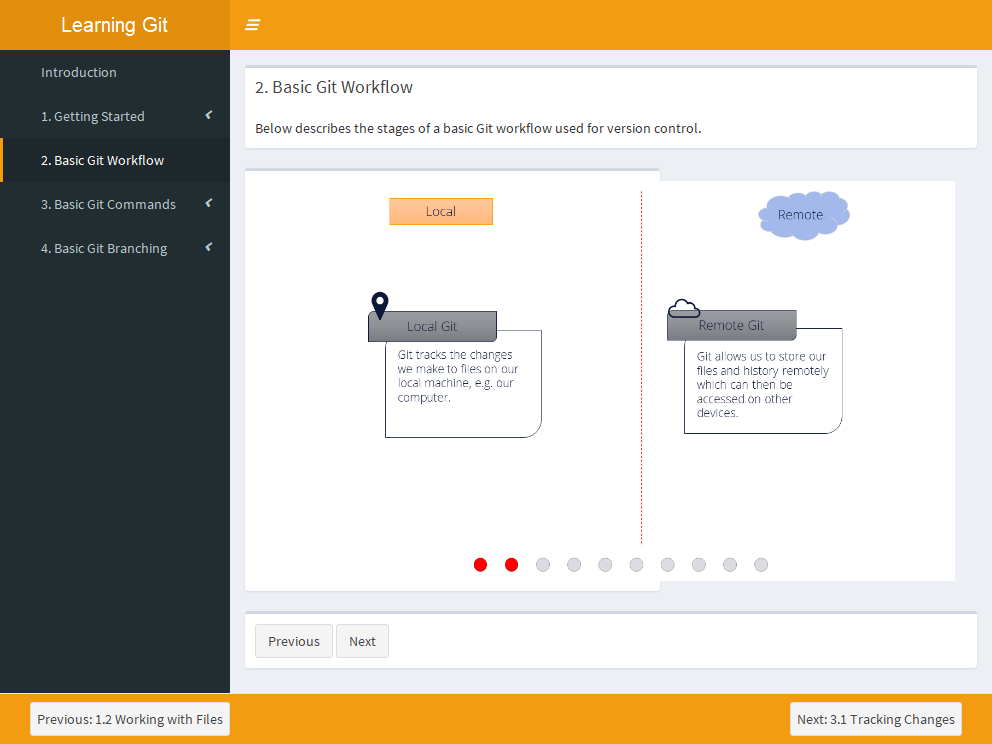 Learning Git
Introduction
1. Getting Started
2. Basic Git Workflow
3. Basic Git Commands
4. Basic Git Branching
2. Basic Git Workflow
Below describes the stages of a basic Git workflow used for version control.
Local
Remote
Local Git
Git tracks the changes
we make to files on our
local machine, e.g. our
computer.
Remote Git
Git allows us to store our
files and history remotely
which can then be
accessed on other
devices.
Previous
Next
Previous: 1.2 Working with Files
Next: 3.1 Tracking Changes